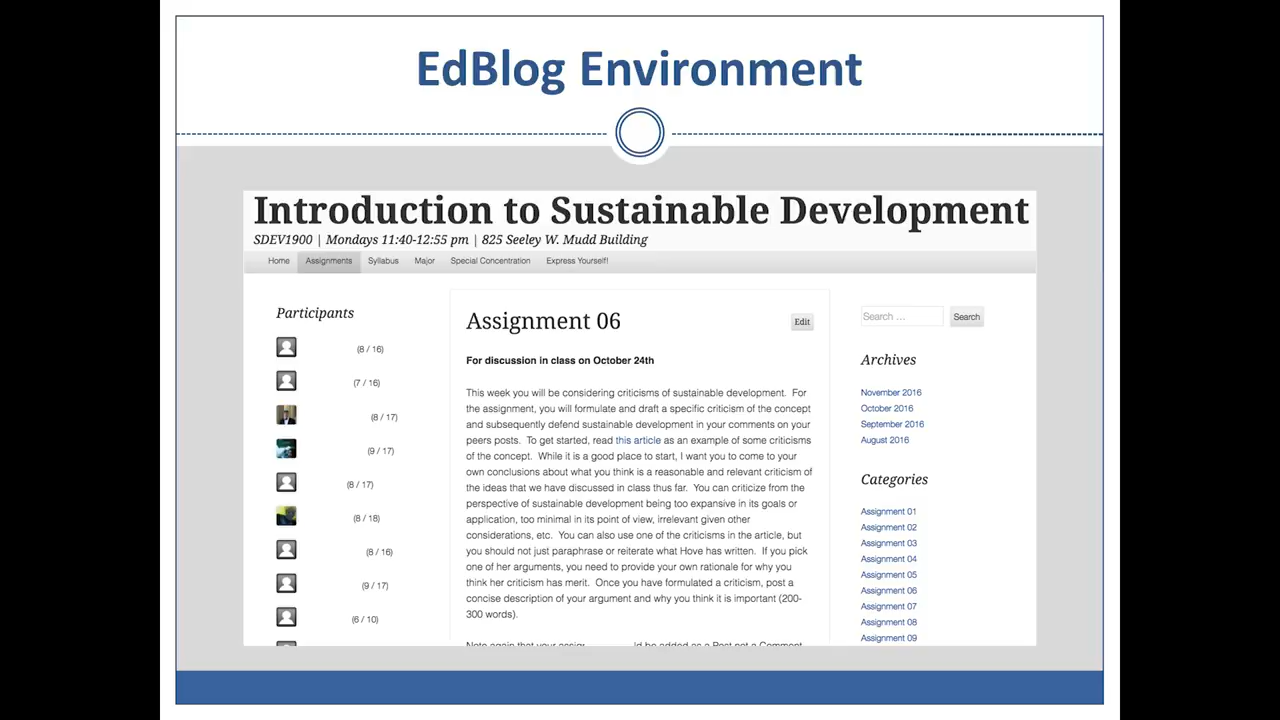 EdBlog Environment
Introduction to Sustainable Development
SDEV1900 | Mondays 11:40-12:55 pm | 825 Seeley W. Mudd Building
Home Assignments Syllabus Major Special Concentration Express Yourself!
Participants
(8 / 16)
(7 / 16)
(8 / 17)
(9 / 17)
(8 / 17)
(8 / 18)
(8 / 16)
(9 / 17)
(6 / 10)
Assignment 06
Edit
For discussion in class on October 24th
This week you will be considering criticisms of sustainable development. For
the assignment, you will formulate and draft a specific criticism of the concept
and subsequently defend sustainable development in your comments on your
peers posts. To get started, read this article as an example of some criticisms
of the concept. While it is a good place to start, I want you to come to your
own conclusions about what you think is a reasonable and relevant criticism of
the ideas that we have discussed in class thus far. You can criticize from the
perspective of sustainable development being too expansive in its goals or
application, too minimal in its point of view, irrelevant given other
considerations, etc. You can also use one of the criticisms in the article, but
you should not just paraphrase or reiterate what Hove has written. If you pick
one of her arguments, you need to provide your own rationale for why you
think her criticism has merit. Once you have formulated a criticism, post a
concise description of your argument and why you think it is important (200-
300 words).
Note again that your be added as a Post not a Comment
Search ... Search
Archives
November 2016
October 2016
September 2016
August 2016
Categories
Assignment 01
Assignment 02
Assignment 03
Assignment 04
Assignment 05
Assignment 06
Assignment 07
Assignment 08
Assignment 09